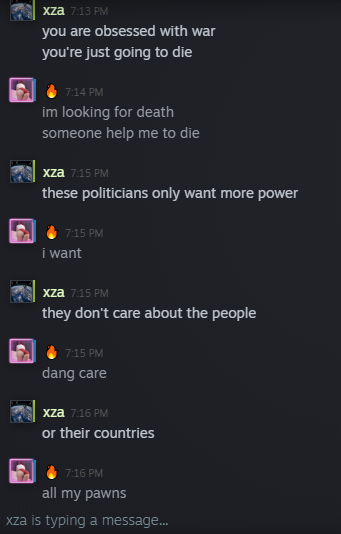 xza 7:13 PM
you are obsessed with war
you're just going to die
🔥 7:14 PM
im looking for death
someone help me to die
xza 7:15 PM
these politicians only want more power
🔥 7:15 PM
i want
xza 7:15 PM
they don't care about the people
🔥 7:15 PM
dang care
xza 7:16 PM
or their countries
🔥 7:16 PM
all my pawns
xza is typing a message...